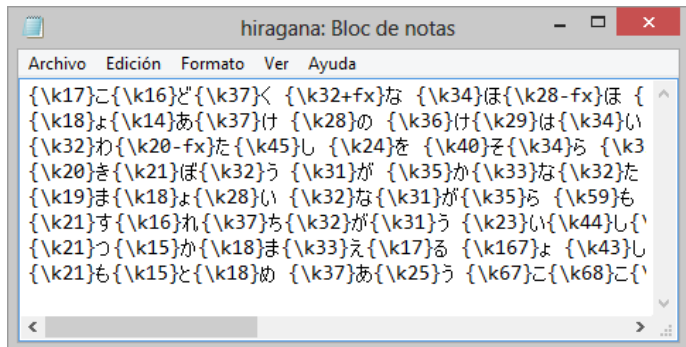 hiragana: Bloc de notas
Archivo Edición Formato Ver Ayuda
{\k17}こ{\k16}ど{\k37}く {\k32+fx}な {\k34}ほ{\k28-fx}ほ {
{\k18}ょ{\k14}あ{\k37}け {\k28}の {\k36}け{\k29}は{\k34}い
{\k32}わ{\k20-fx}た{\k45}し {\k24}を {\k40}そ{\k34}ら {\k3
{\k20}き{\k21}ぼ{\k32}う {\k31}が {\k35}か{\k33}な{\k32}た
{\k19}ま{\k18}ょ{\k28}い {\k32}な{\k31}が{\k35}ら {\k59}も
{\k21}す{\k16}れ{\k37}ち{\k32}が{\k31}う {\k23}い{\k44}し{\
{\k21}つ{\k15}か{\k18}ま{\k33}え{\k17}る {\k167}ょ {\k43}し
{\k21}も{\k15}と{\k18}め {\k37}あ{\k25}う {\k67}こ{\k68}こ{\